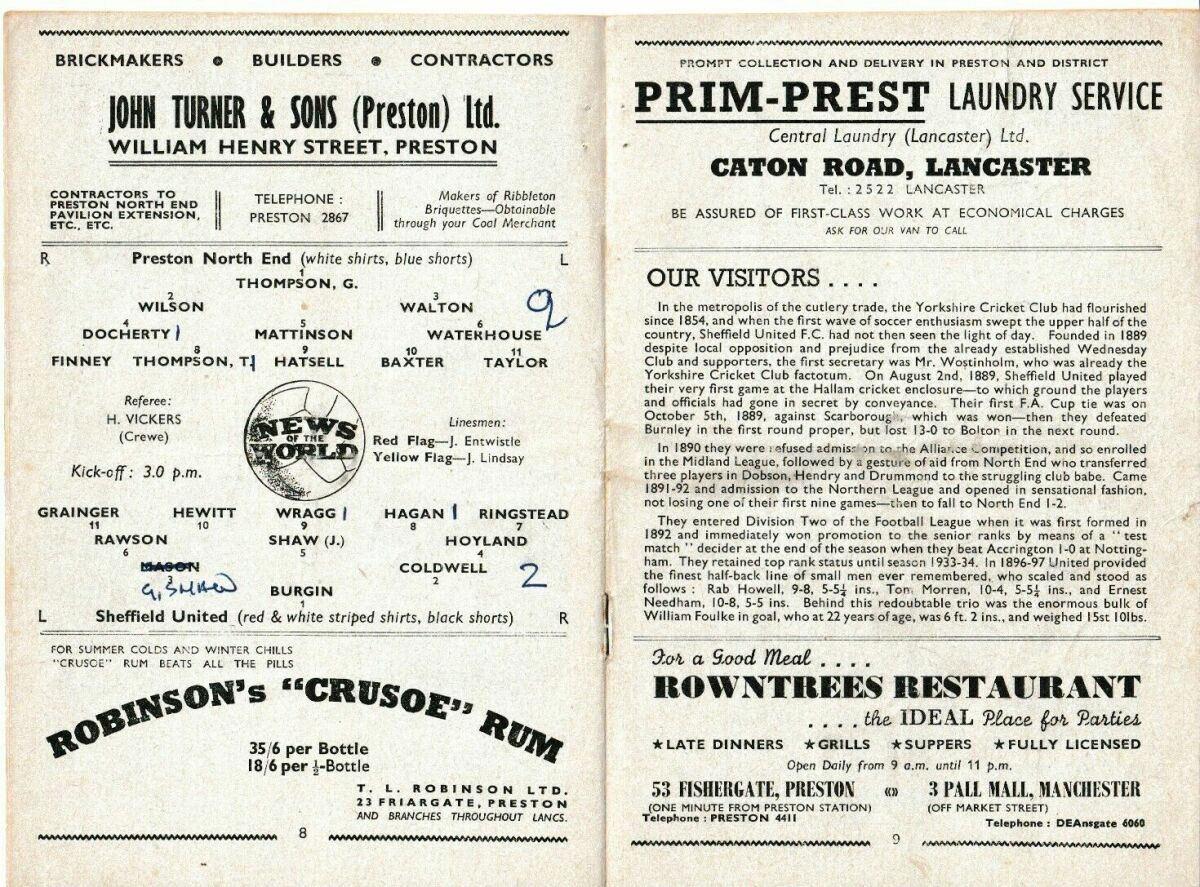 BRICKMAKERS • BUILDERS • CONTRACTORS
JOHN TURNER & SONS (Preston) Ltd.
WILLIAM HENRY STREET, PRESTON
CONTRACTORS TO
PRESTON NORTH END
PAVILION EXTENSION,
ETC., ETC.
TELEPHONE :
PRESTON 2867
Makers of Ribbleton
Briquettes—Obtainable
through your Coal Merchant
R Preston North End (white shirts, blue shorts) L
1
THOMPSON, G.
2 3
WILSON WALTON 2
4 5 6
DOCHERTY 1 MATTINSON WATERHOUSE
8 9 10 11
FINNEY THOMPSON, T. 1 HATSELL BAXTER TAYLOR
Referee:
H. VICKERS
(Crewe)
Kick-off : 3.0 p.m.
NEWS
OF THE
WORLD
Linesmen:
Red Flag—J. Entwistle
Yellow Flag—J. Lindsay
GRAINGER HEWITT WRAGG 1 HAGAN 1 RINGSTEAD
11 10 9 8 7
RAWSON SHAW (J.) HOYLAND
6 5 4
MASON COLDWELL 2
3 2
G. SHAW BURGIN
1
L Sheffield United (red & white striped shirts, black shorts) R
FOR SUMMER COLDS AND WINTER CHILLS
"CRUSOE" RUM BEATS ALL THE PILLS
ROBINSON's "CRUSOE" RUM
35/6 per Bottle
18/6 per ½-Bottle
T. L. ROBINSON LTD.
23 FRIARGATE, PRESTON
AND BRANCHES THROUGHOUT LANCS.
8
PROMPT COLLECTION AND DELIVERY IN PRESTON AND DISTRICT
PRIM-PREST LAUNDRY SERVICE
Central Laundry (Lancaster) Ltd.
CATON ROAD, LANCASTER
Tel. : 2522 LANCASTER
BE ASSURED OF FIRST-CLASS WORK AT ECONOMICAL CHARGES
ASK FOR OUR VAN TO CALL
OUR VISITORS . . . .
In the metropolis of the cutlery trade, the Yorkshire Cricket Club had flourished
since 1854, and when the first wave of soccer enthusiasm swept the upper half of the
country, Sheffield United F.C. had not then seen the light of day. Founded in 1889
despite local opposition and prejudice from the already established Wednesday
Club and supporters, the first secretary was Mr. Wostinholm, who was already the
Yorkshire Cricket Club factotum. On August 2nd, 1889, Sheffield United played
their very first game at the Hallam cricket enclosure—to which ground the players
and officials had gone in secret by conveyance. Their first F.A. Cup tie was on
October 5th, 1889, against Scarborough, which was won—then they defeated
Burnley in the first round proper, but lost 13-0 to Bolton in the next round.
In 1890 they were refused admission to the Alliance Competition, and so enrolled
in the Midland League, followed by a gesture of aid from North End who transferred
three players in Dobson, Hendry and Drummond to the struggling club babe. Came
1891-92 and admission to the Northern League and opened in sensational fashion,
not losing one of their first nine games—then to fall to North End 1-2.
They entered Division Two of the Football League when it was first formed in
1892 and immediately won promotion to the senior ranks by means of a " test
match " decider at the end of the season when they beat Accrington 1-0 at Notting-
ham. They retained top rank status until season 1933-34. In 1896-97 United provided
the finest half-back line of small men ever remembered, who scaled and stood as
follows : Rab Howell, 9-8, 5-5½ ins., Tom Morren, 10-4, 5-5½ ins., and Ernest
Needham, 10-8, 5-5 ins. Behind this redoubtable trio was the enormous bulk of
William Foulke in goal, who at 22 years of age, was 6 ft. 2 ins., and weighed 15st 10lbs.
For a Good Meal . . . .
ROWNTREES RESTAURANT
. . . . the IDEAL Place for Parties
★LATE DINNERS ★GRILLS ★SUPPERS ★FULLY LICENSED
Open Daily from 9 a.m. until 11 p.m.
53 FISHERGATE, PRESTON «» 3 PALL MALL, MANCHESTER
(ONE MINUTE FROM PRESTON STATION) (OFF MARKET STREET)
Telephone : PRESTON 4411 Telephone : DEAnsgate 6060
9